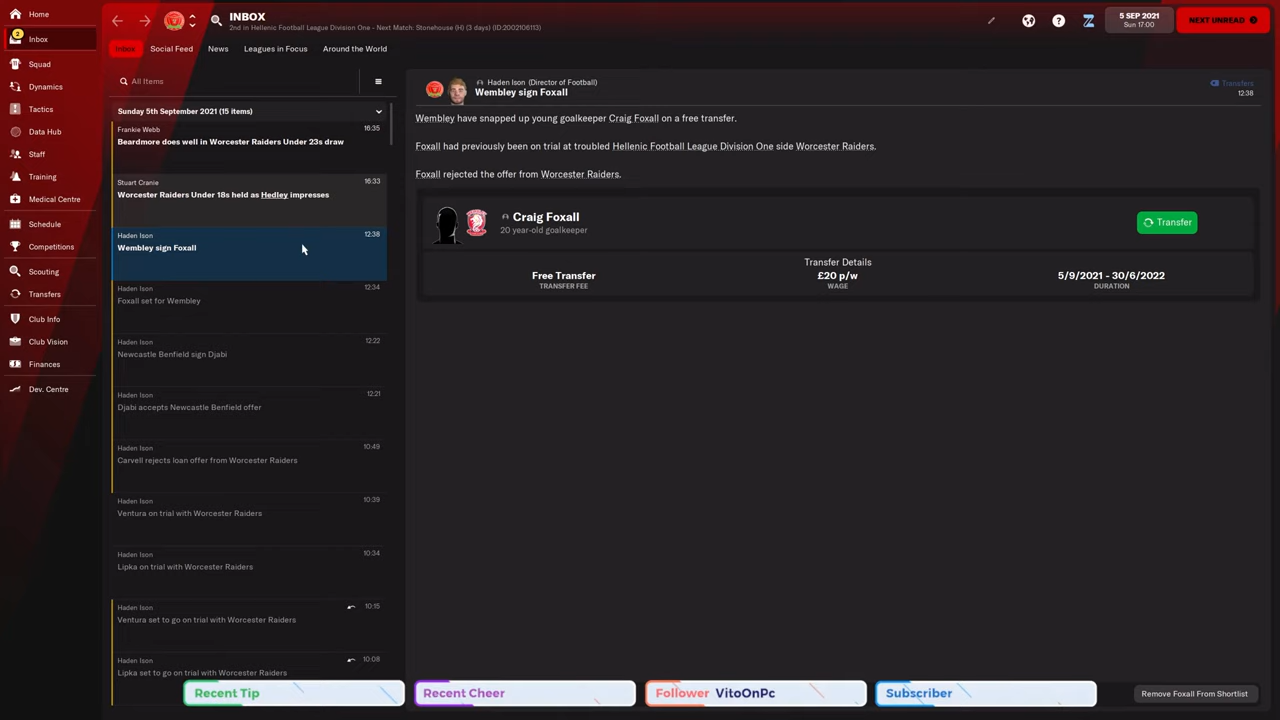 Home
2
Inbox
Squad
Dynamics
Tactics
Data Hub
Staff
Training
Medical Centre
Schedule
Competitions
Scouting
Transfers
Club Info
Club Vision
Finances
Dev. Centre
INBOX
2nd in Hellenic Football League Division One - Next Match: Stonehouse (H) (3 days) (ID:2002106113)
5 SEP 2021
Sun 17:00
NEXT UNREAD
Inbox
Social Feed
News
Leagues in Focus
Around the World
All Items
Sunday 5th September 2021 (15 items)
Frankie Webb 16:35
Beardmore does well in Worcester Raiders Under 23s draw
Stuart Cranie 16:33
Worcester Raiders Under 18s held as Hedley impresses
Haden Ison 12:38
Wembley sign Foxall
Haden Ison 12:34
Foxall set for Wembley
Haden Ison 12:22
Newcastle Benfield sign Djabi
Haden Ison 12:21
Djabi accepts Newcastle Benfield offer
Haden Ison 10:49
Carvell rejects loan offer from Worcester Raiders
Haden Ison 10:39
Ventura on trial with Worcester Raiders
Haden Ison 10:34
Lipka on trial with Worcester Raiders
Haden Ison 10:15
Ventura set to go on trial with Worcester Raiders
Haden Ison 10:08
Lipka set to go on trial with Worcester Raiders
Haden Ison (Director of Football)
Wembley sign Foxall
Transfers
12:38
Wembley have snapped up young goalkeeper Craig Foxall on a free transfer.
Foxall had previously been on trial at troubled Hellenic Football League Division One side Worcester Raiders.
Foxall rejected the offer from Worcester Raiders.
Craig Foxall
20 year-old goalkeeper
Transfer
Transfer Details
Free Transfer £20 p/w 5/9/2021 - 30/6/2022
TRANSFER FEE WAGE DURATION
Recent Tip
Recent Cheer
Follower VitoOnPc
Subscriber
Remove Foxall From Shortlist